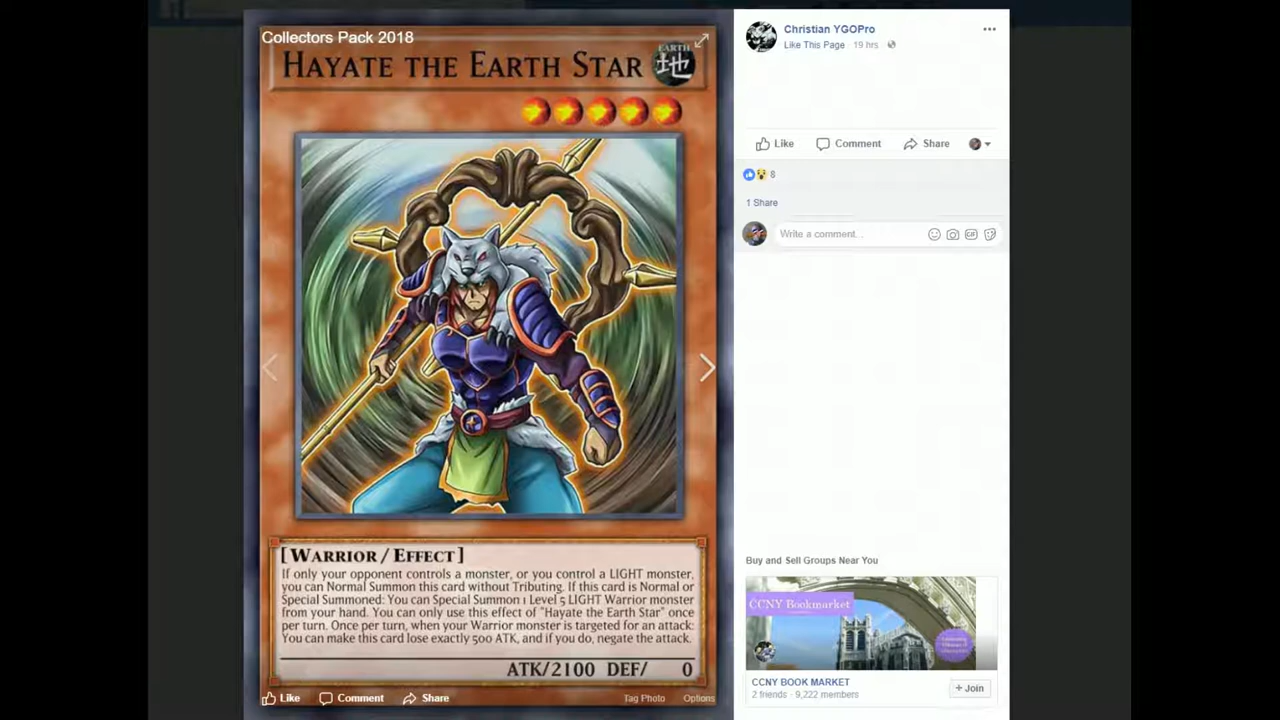 Collectors Pack 2018
HAYATE THE EARTH STAR
EARTH
地
[WARRIOR/EFFECT]
If only your opponent controls a monster, or you control a LIGHT monster,
you can Normal Summon this card without Tributing. If this card is Normal or
Special Summoned: You can Special Summon 1 Level 5 LIGHT Warrior monster
from your hand. You can only use this effect of "Hayate the Earth Star" once
per turn. Once per turn, when your Warrior monster is targeted for an attack:
You can make this card lose exactly 500 ATK, and if you do, negate the attack.
ATK/2100 DEF/ 0
Like Comment Share Tag Photo Options
Christian YGOPro
Like This Page · 19 hrs
Like Comment Share
8
1 Share
Write a comment...
GIF
Buy and Sell Groups Near You
CCNY Bookmarket
CCNY BOOK MARKET
2 friends · 9,222 members
+ Join